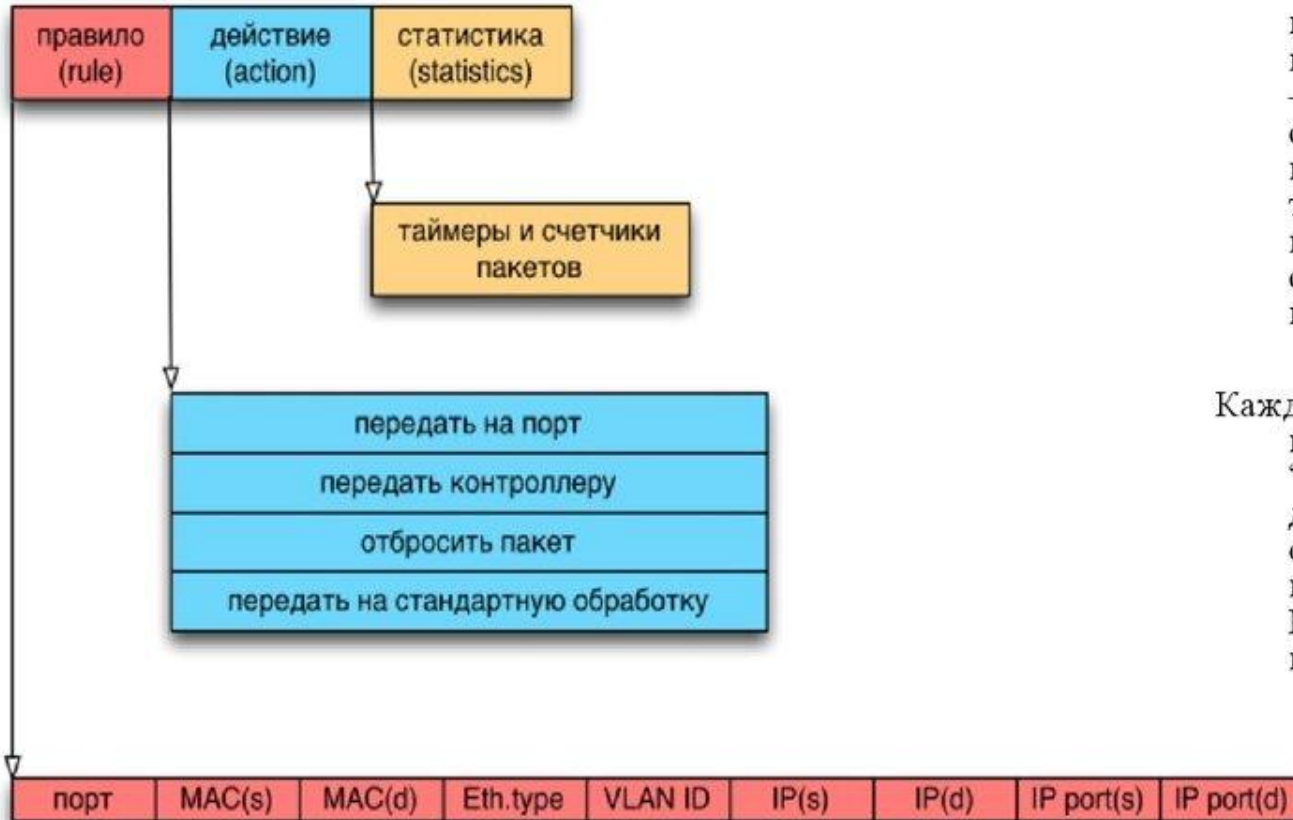 правило
(rule)
действие
(action)
статистика
(statistics)
таймеры и счетчики
пакетов
передать на порт
передать контроллеру
отбросить пакет
передать на стандартную обработку
порт
MAC(s)
MAC(d)
Eth.type
VLAN ID
IP(s)
IP(d)
IP port(s)
IP port(d)